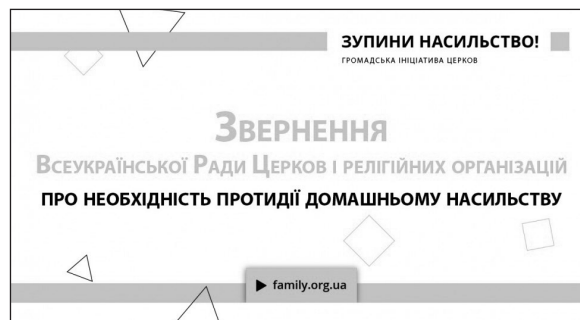 ЗУПИНИ НАСИЛЬСТВО!
ГРОМАДСЬКА ІНІЦІАТИВА ЦЕРКОВ
ЗВЕРНЕННЯ
ВСЕУКРАЇНСЬКОЇ РАДИ ЦЕРКОВ І РЕЛІГІЙНИХ ОРГАНІЗАЦІЙ
ПРО НЕОБХІДНІСТЬ ПРОТИДІЇ ДОМАШНЬОМУ НАСИЛЬСТВУ
family.org.ua